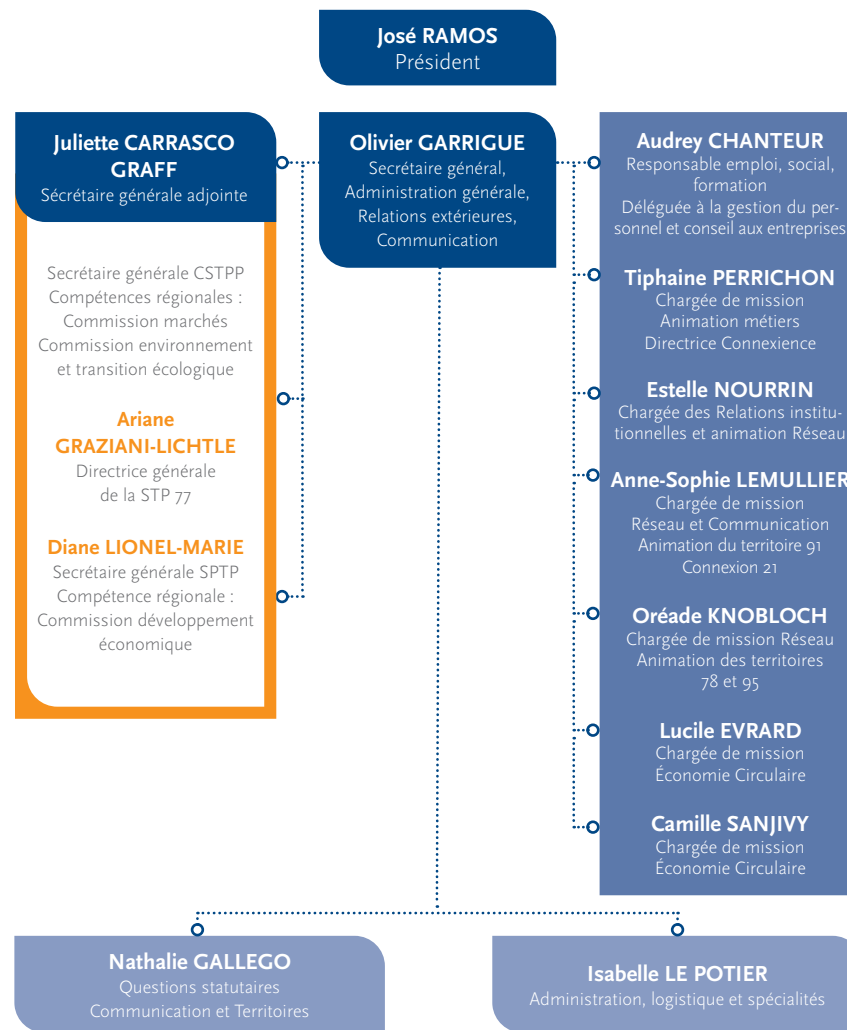 José RAMOS
Président
Juliette CARRASCO
GRAFF
Sécrétaire générale adjointe
Secrétaire générale CSTPP
Compétences régionales :
Commission marchés
Commission environnement
et transition écologique
Ariane
GRAZIANI-LICHTLE
Directrice générale
de la STP 77
Diane LIONEL-MARIE
Secrétaire générale SPTP
Compétence régionale :
Commission développement
économique
Olivier GARRIGUE
Secrétaire général,
Administration générale,
Relations extérieures,
Communication
Audrey CHANTEUR
Responsable emploi, social,
formation
Déléguée à la gestion du per-
sonnel et conseil aux entreprises
Tiphaine PERRICHON
Chargée de mission
Animation métiers
Directrice Connexience
Estelle NOURRIN
Chargée des Relations institu-
tionnelles et animation Réseau
Anne-Sophie LEMULLIER
Chargée de mission
Réseau et Communication
Animation du territoire 91
Connexion 21
Oréade KNOBLOCH
Chargée de mission Réseau
Animation des territoires
78 et 95
Lucile EVRARD
Chargée de mission
Économie Circulaire
Camille SANJIVY
Chargée de mission
Économie Circulaire
Nathalie GALLEGO
Questions statutaires
Communication et Territoires
Isabelle LE POTIER
Administration, logistique et spécialités